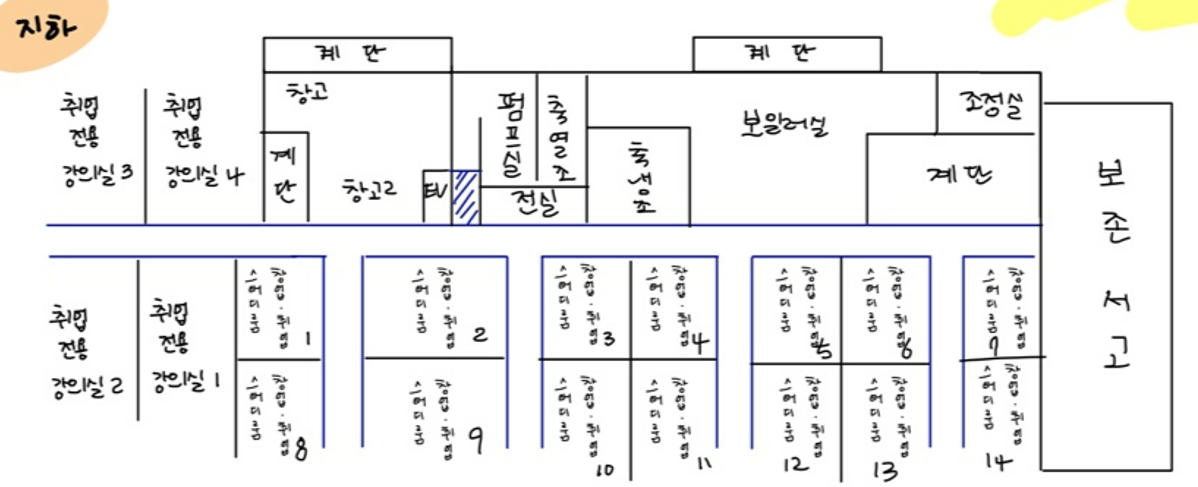 지하
계단
계단
취업
전용
강의실 3
취업
전용
강의실 4
창고
계단
창고2
EV
펌프실
축열조
전실
축냉조
보일러실
조정실
계단
보존서고
취업
전용
강의실 2
취업
전용
강의실 1
창업·취업
스터디룸
1
창업·취업
스터디룸
2
창업·취업
스터디룸
3
창업·취업
스터디룸
4
창업·취업
스터디룸
5
창업·취업
스터디룸
6
창업·취업
스터디룸
7
창업·취업
스터디룸
8
창업·취업
스터디룸
9
창업·취업
스터디룸
10
창업·취업
스터디룸
11
창업·취업
스터디룸
12
창업·취업
스터디룸
13
창업·취업
스터디룸
14